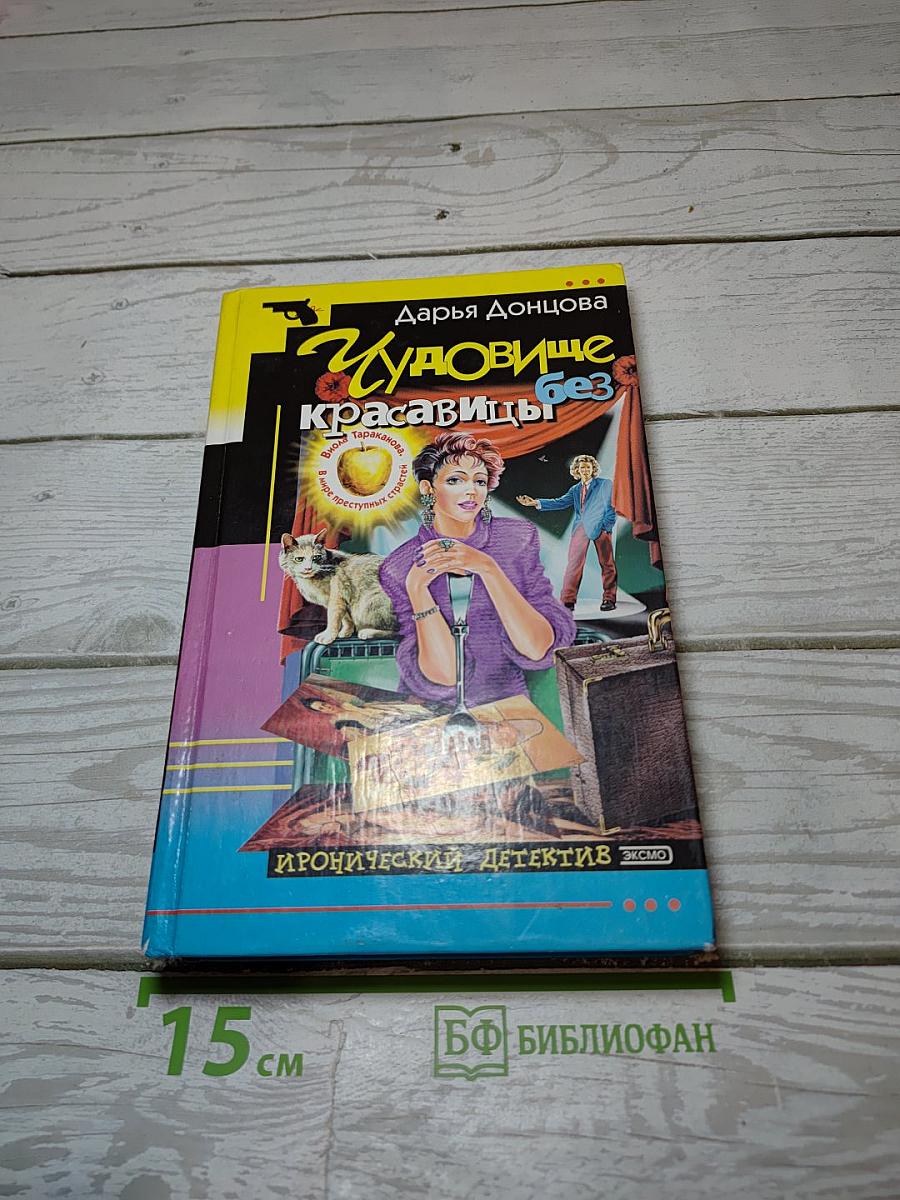 Дарья Донцова
Чудовище
без
красавицы
Виола Тараканова.
В мире преступных страстей
ИРОНИЧЕСКИЙ ДЕТЕКТИВ
ЭКСМО
15 см
БФ БИБЛИОФАН